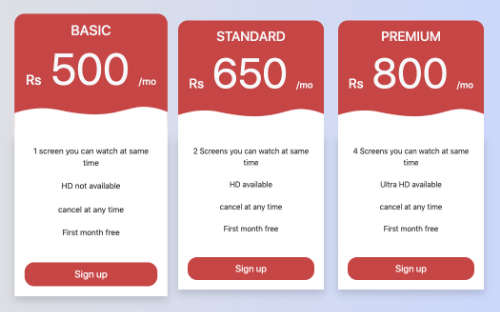 BASIC
Rs 500 /mo
1 screen you can watch at same
time
HD not available
cancel at any time
First month free
Sign up
STANDARD
Rs 650 /mo
2 Screens you can watch at same
time
HD available
cancel at any time
First month free
Sign up
PREMIUM
Rs 800 /mo
4 Screens you can watch at same
time
Ultra HD available
cancel at any time
First month free
Sign up